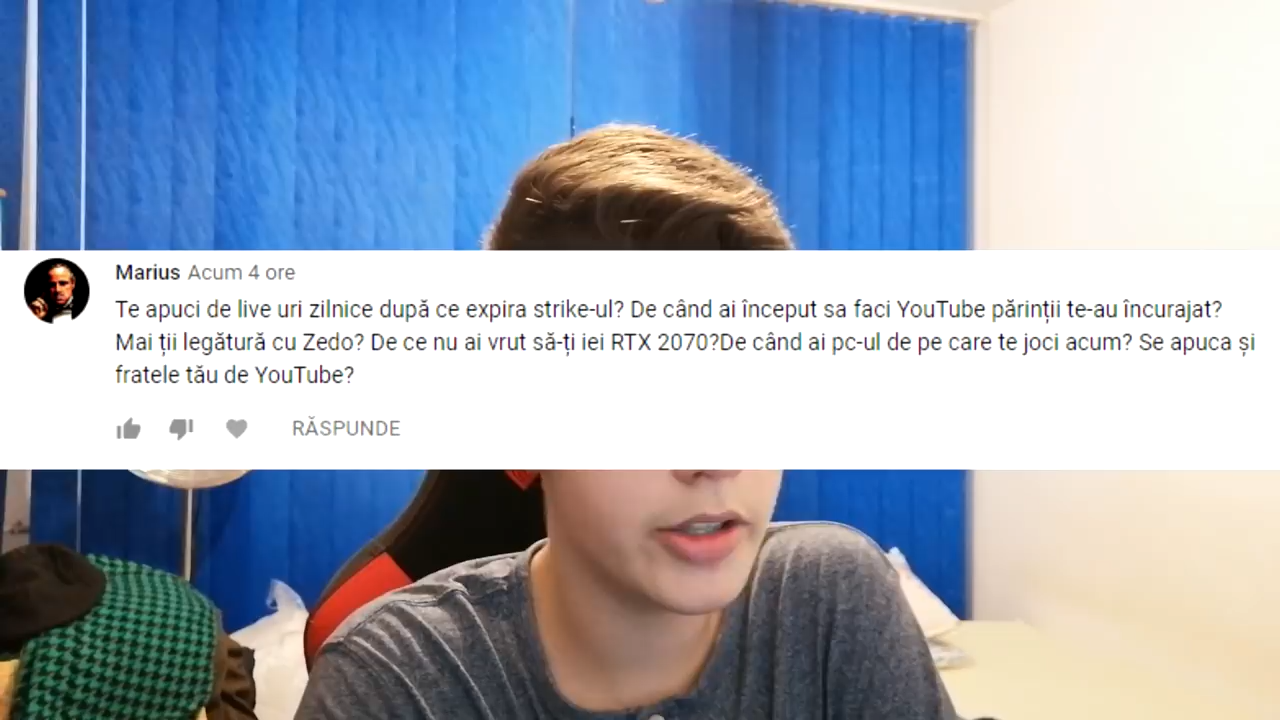 Marius Acum 4 ore
Te apuci de live uri zilnice după ce expira strike-ul? De când ai început sa faci YouTube părinții te-au încurajat?
Mai ții legătură cu Zedo? De ce nu ai vrut să-ți iei RTX 2070?De când ai pc-ul de pe care te joci acum? Se apuca și
fratele tău de YouTube?
RĂSPUNDE